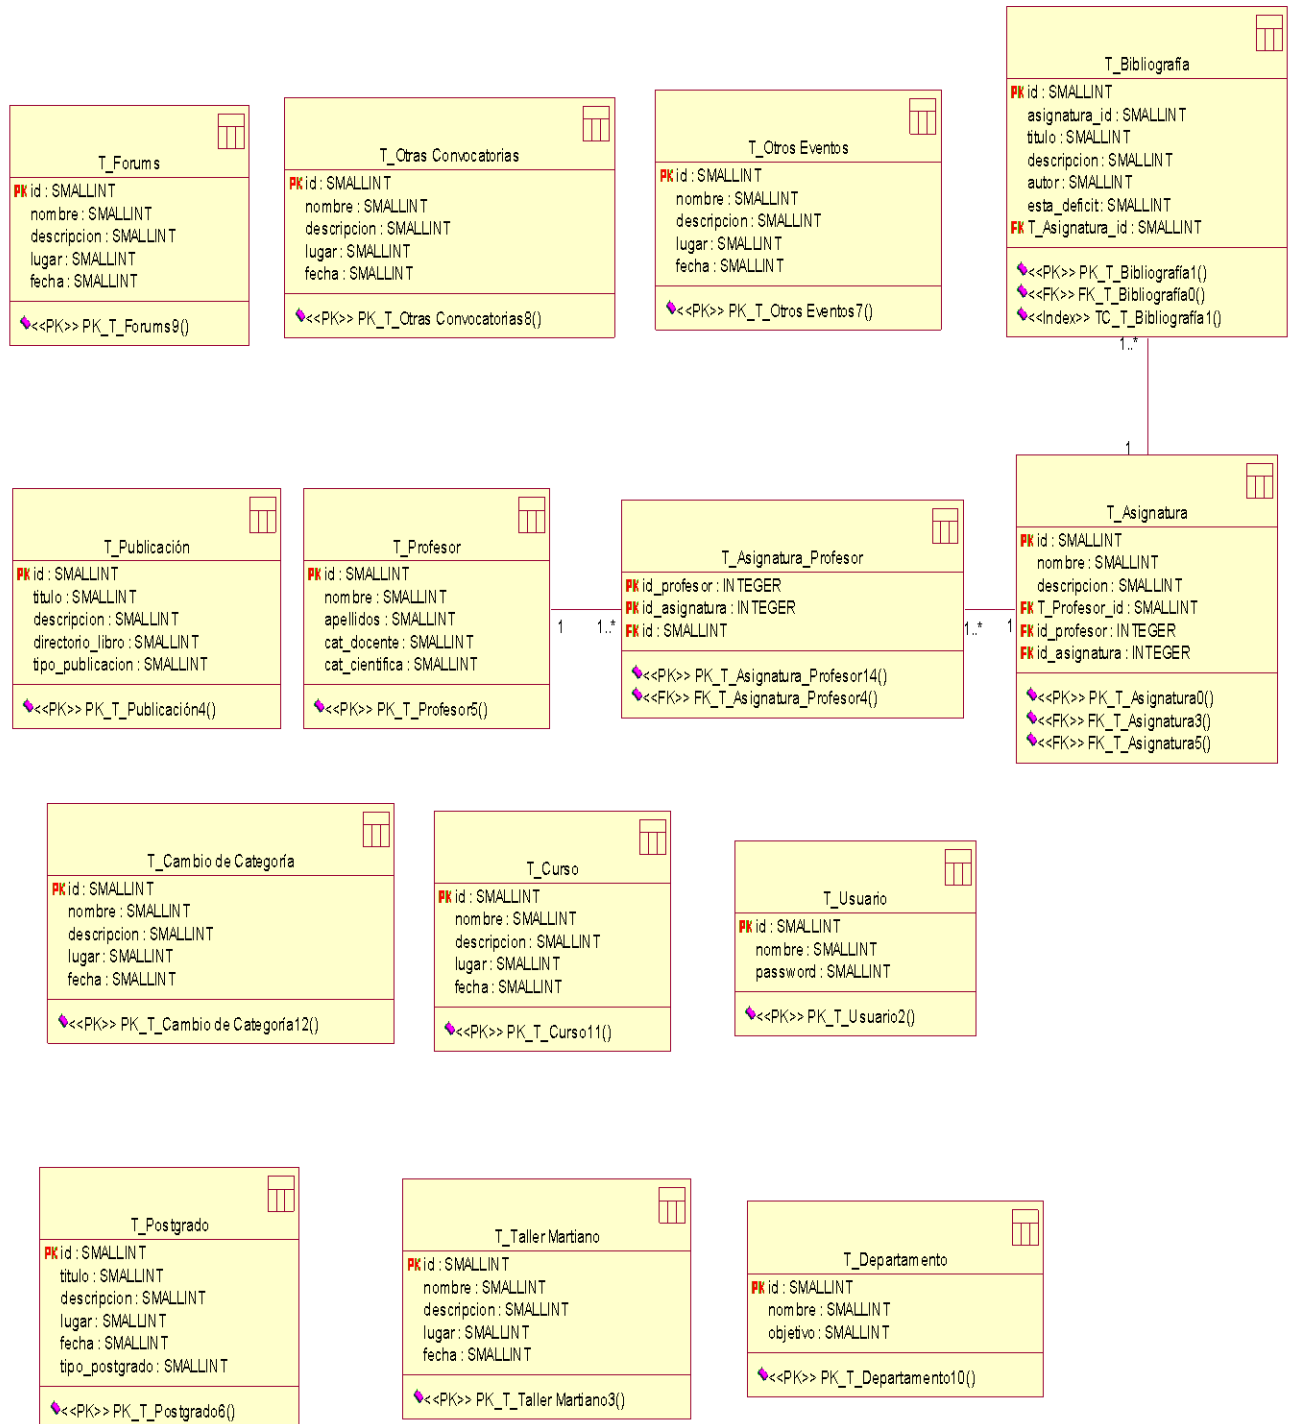 T_Bibliografía
PK id : SMALLINT
asignatura_id : SMALLINT
titulo : SMALLINT
descripcion : SMALLINT
autor : SMALLINT
esta_deficit : SMALLINT
FK T_Asignatura_id : SMALLINT
<<PK>> PK_T_Bibliografía1()
<<FK>> FK_T_Bibliografía0()
<<Index>> TC_T_Bibliografía1()
T_Forums
PK id : SMALLINT
nombre : SMALLINT
descripcion : SMALLINT
lugar : SMALLINT
fecha : SMALLINT
<<PK>> PK_T_Forums9()
T_Otras Convocatorias
PK id : SMALLINT
nombre : SMALLINT
descripcion : SMALLINT
lugar : SMALLINT
fecha : SMALLINT
<<PK>> PK_T_Otras Convocatorias8()
T_Otros Eventos
PK id : SMALLINT
nombre : SMALLINT
descripcion : SMALLINT
lugar : SMALLINT
fecha : SMALLINT
<<PK>> PK_T_Otros Eventos7()
1..*
1
T_Publicación
PK id : SMALLINT
titulo : SMALLINT
descripcion : SMALLINT
directorio_libro : SMALLINT
tipo_publicacion : SMALLINT
<<PK>> PK_T_Publicación4()
T_Profesor
PK id : SMALLINT
nombre : SMALLINT
apellidos : SMALLINT
cat_docente : SMALLINT
cat_cientifica : SMALLINT
<<PK>> PK_T_Profesor5()
1
1..*
T_Asignatura_Profesor
PK id_profesor : INTEGER
PK id_asignatura : INTEGER
FK id : SMALLINT
<<PK>> PK_T_Asignatura_Profesor14()
<<FK>> FK_T_Asignatura_Profesor4()
1..*
1
T_Asignatura
PK id : SMALLINT
nombre : SMALLINT
descripcion : SMALLINT
FK T_Profesor_id : SMALLINT
FK id_profesor : INTEGER
FK id_asignatura : INTEGER
<<PK>> PK_T_Asignatura0()
<<FK>> FK_T_Asignatura3()
<<FK>> FK_T_Asignatura5()
T_Cambio de Categoría
PK id : SMALLINT
nombre : SMALLINT
descripcion : SMALLINT
lugar : SMALLINT
fecha : SMALLINT
<<PK>> PK_T_Cambio de Categoría12()
T_Curso
PK id : SMALLINT
nombre : SMALLINT
descripcion : SMALLINT
lugar : SMALLINT
fecha : SMALLINT
<<PK>> PK_T_Curso11()
T_Usuario
PK id : SMALLINT
nombre : SMALLINT
password : SMALLINT
<<PK>> PK_T_Usuario2()
T_Postgrado
PK id : SMALLINT
titulo : SMALLINT
descripcion : SMALLINT
lugar : SMALLINT
fecha : SMALLINT
tipo_postgrado : SMALLINT
<<PK>> PK_T_Postgrado6()
T_Taller Martiano
PK id : SMALLINT
nombre : SMALLINT
descripcion : SMALLINT
lugar : SMALLINT
fecha : SMALLINT
<<PK>> PK_T_Taller Martiano3()
T_Departamento
PK id : SMALLINT
nombre : SMALLINT
objetivo : SMALLINT
<<PK>> PK_T_Departamento10()